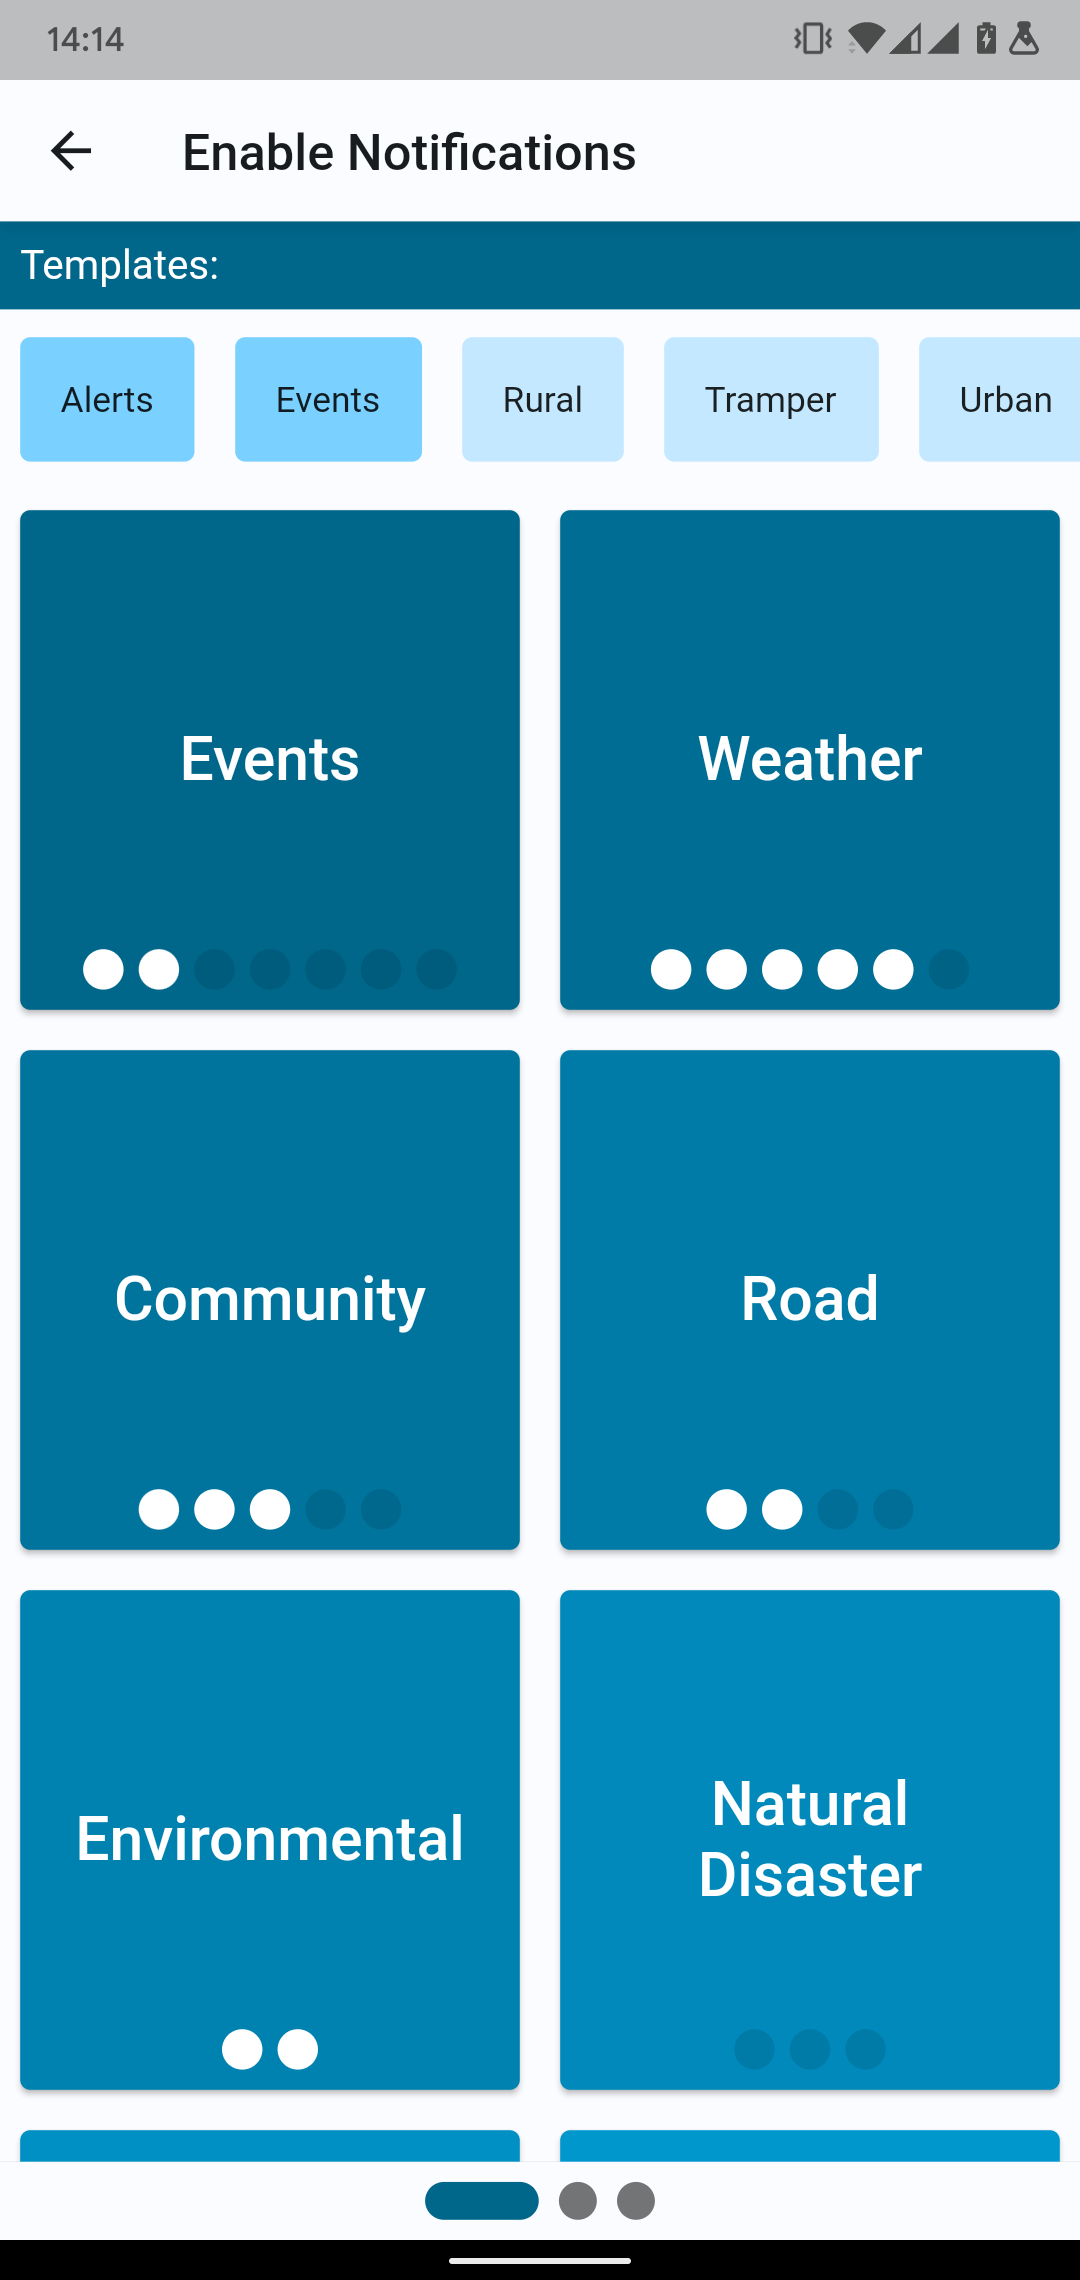 14:14
Enable Notifications
Templates:
Alerts
Events
Rural
Tramper
Urban
Events
Weather
Community
Road
Environmental
Natural
Disaster